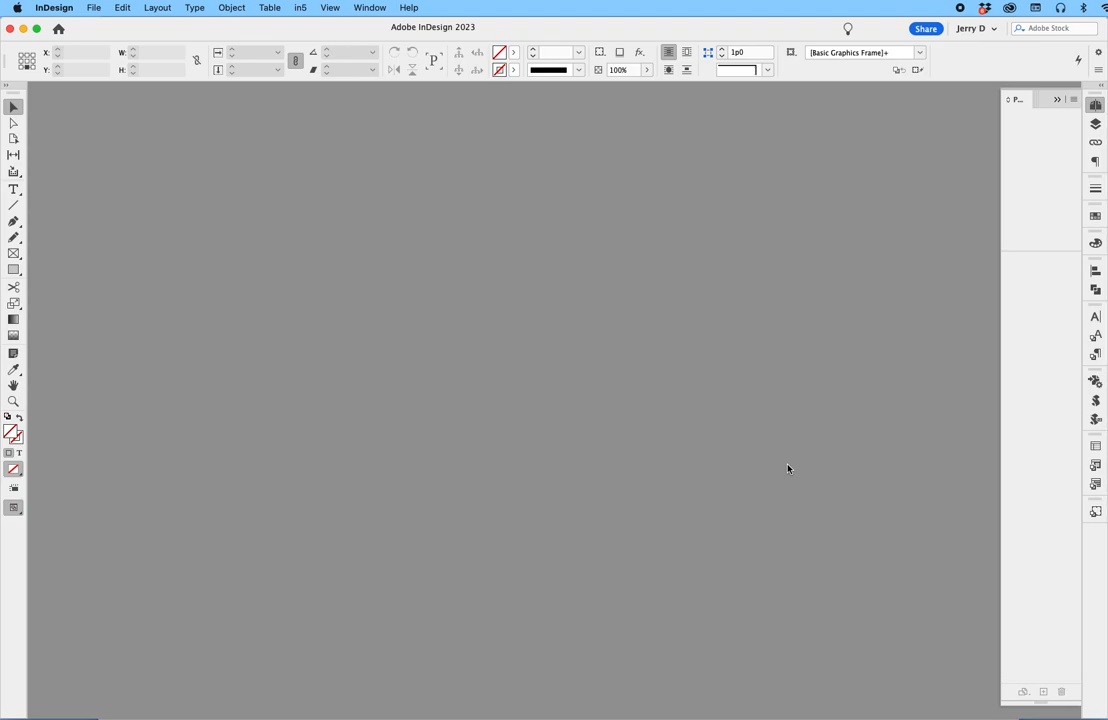 InDesign File Edit Layout Type Object Table in5 View Window Help
Adobe InDesign 2023
Share Jerry D Adobe Stock
X: W: P 1p0 [Basic Graphics Frame]+
Y: H: 100%
P...